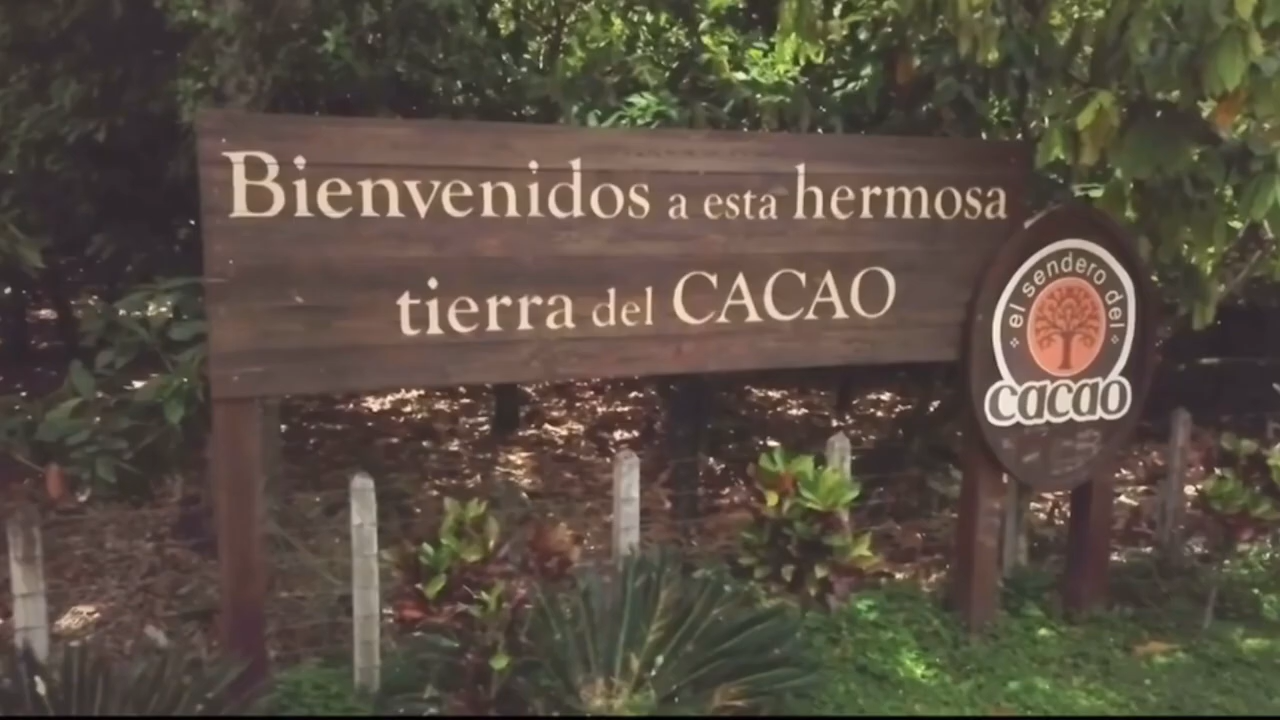 Bienvenidos a esta hermosa
tierra del CACAO
el sendero del
cacao